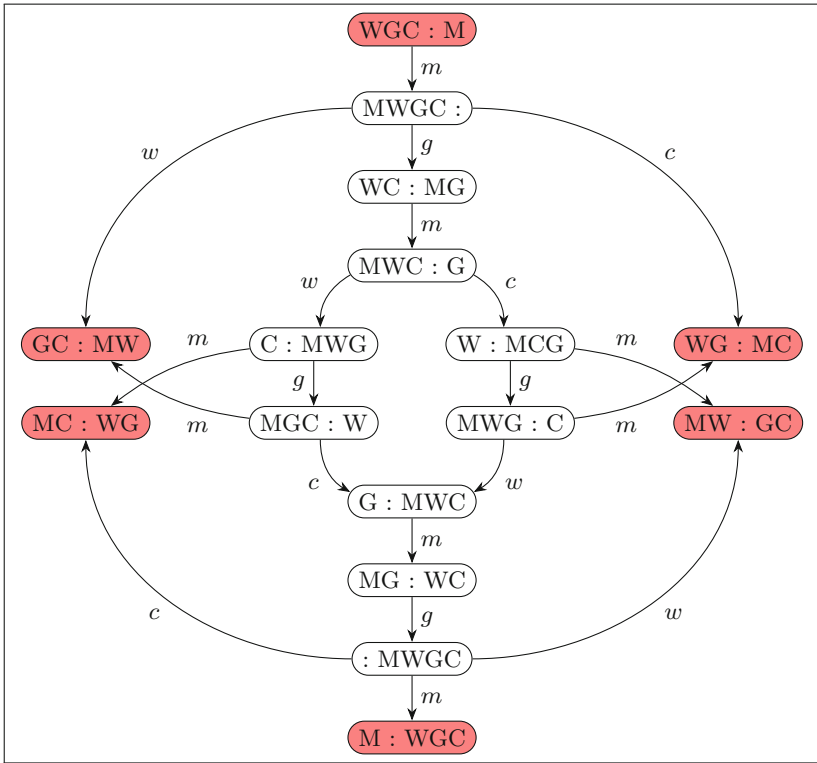 WGC : M
m
MWGC :
w
g
c
WC : MG
m
MWC : G
w
c
GC : MW
m
C : MWG
W : MCG
m
WG : MC
g
g
MC : WG
m
MGC : W
MWG : C
m
MW : GC
c
w
G : MWC
m
MG : WC
c
g
w
: MWGC
m
M : WGC